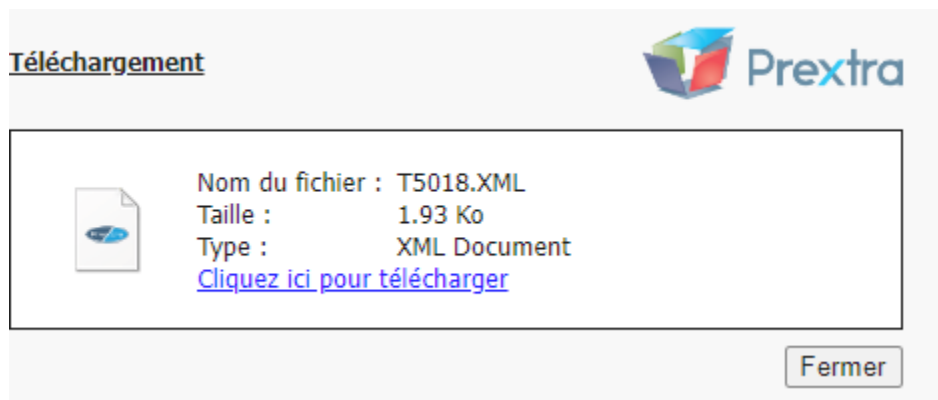 Téléchargement
Prextra
Nom du fichier : T5018.XML
Taille : 1.93 Ko
Type : XML Document
Cliquez ici pour télécharger
Fermer